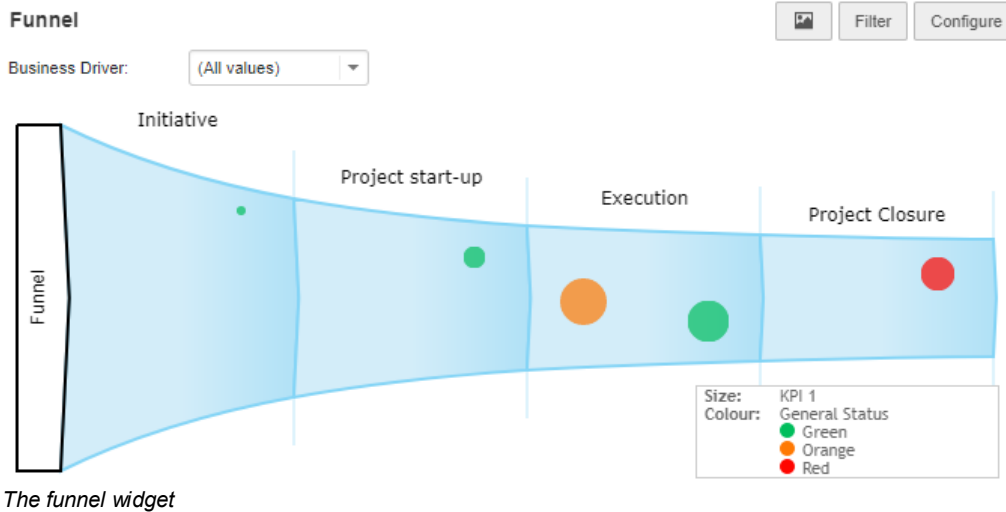 Funnel
Filter
Configure
Business Driver:
(All values)
Initiative
Project start-up
Execution
Project Closure
Funnel
Size: KPI 1
Colour: General Status
Green
Orange
Red
The funnel widget